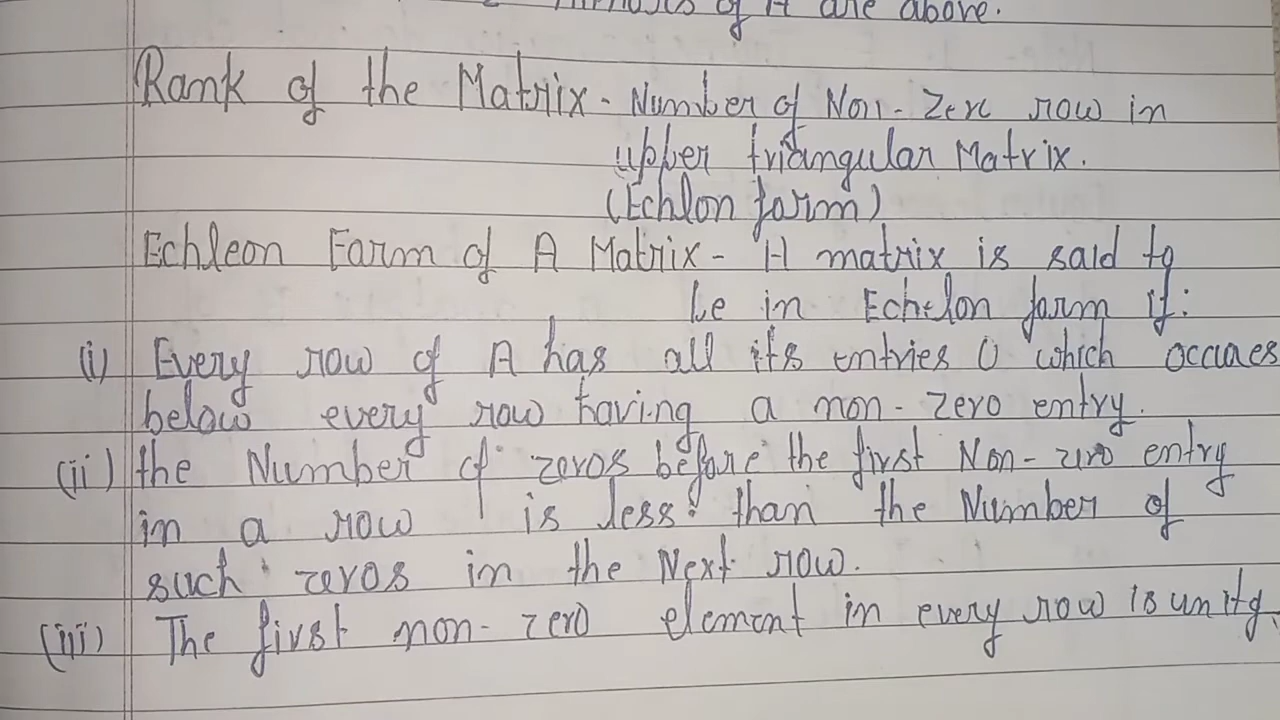 of A are above.
Rank of the Matrix - Number of Non-Zero row in
upper triangular Matrix.
(Echlon form)
Echleon Farm of A Matrix - A matrix is said to
be in Echelon form if:
(i) Every row of A has all its entries 0 which occures
below every row having a non-zero entry.
(ii) the Number of zeros before the first Non-zero entry
in a row is less than the Number of
such zeros in the Next row.
(iii) The first non-zero element in every row is unity.